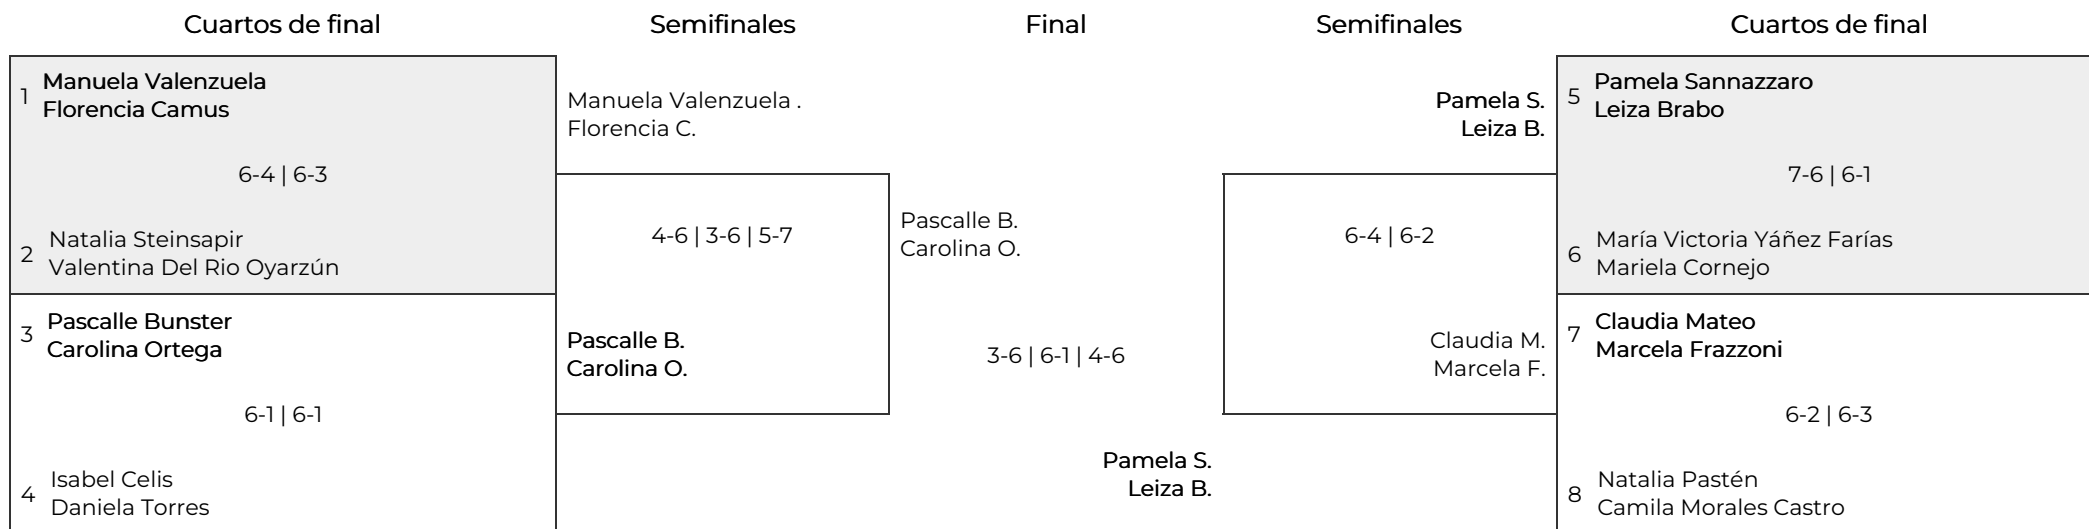 Cuartos de final
Semifinales
Final
Semifinales
Cuartos de final
1
Manuela Valenzuela
Florencia Camus
6-4 | 6-3
2
Natalia Steinsapir
Valentina Del Rio Oyarzún
3
Pascalle Bunster
Carolina Ortega
6-1 | 6-1
4
Isabel Celis
Daniela Torres
Manuela Valenzuela .
Florencia C.
4-6 | 3-6 | 5-7
Pascalle B.
Carolina O.
Pascalle B.
Carolina O.
3-6 | 6-1 | 4-6
Pamela S.
Leiza B.
Pamela S.
Leiza B.
6-4 | 6-2
Claudia M.
Marcela F.
5
Pamela Sannazzaro
Leiza Brabo
7-6 | 6-1
6
María Victoria Yáñez Farías
Mariela Cornejo
7
Claudia Mateo
Marcela Frazzoni
6-2 | 6-3
8
Natalia Pastén
Camila Morales Castro